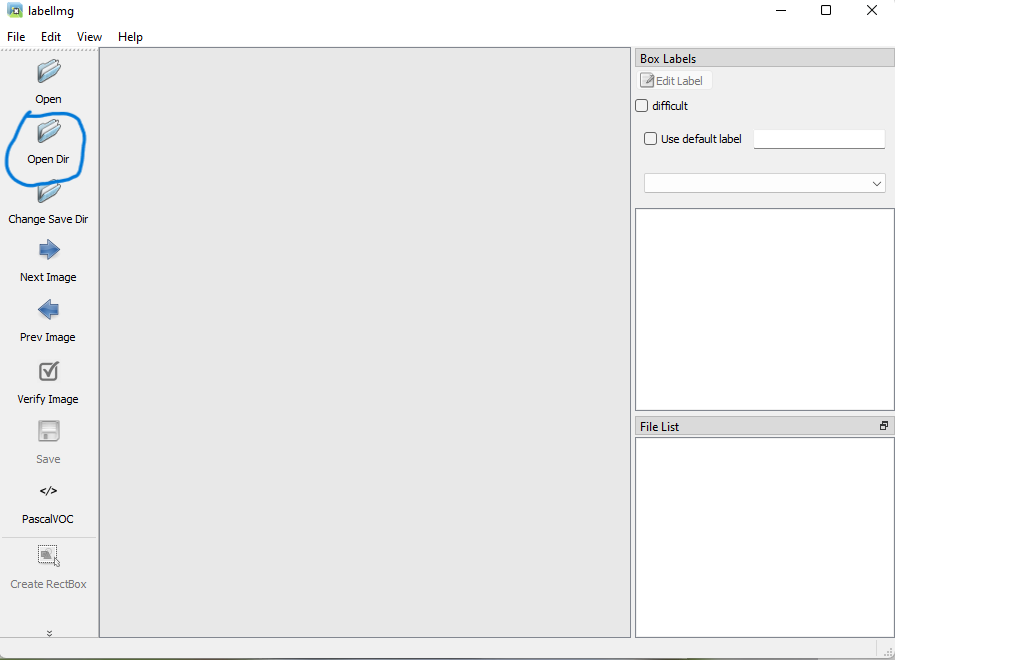 labelImg
File Edit View Help
Open
Open Dir
Change Save Dir
Next Image
Prev Image
Verify Image
Save
</>
PascalVOC
Create RectBox
Box Labels
Edit Label
difficult
Use default label
File List